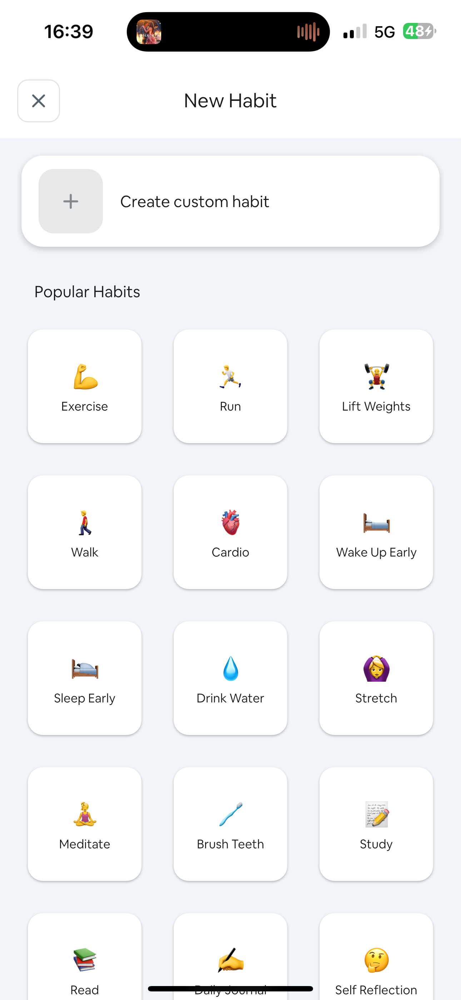 16:39
5G
48
New Habit
Create custom habit
Popular Habits
Exercise
Run
Lift Weights
Walk
Cardio
Wake Up Early
Sleep Early
Drink Water
Stretch
Meditate
Brush Teeth
Study
Read
Daily Journal
Self Reflection